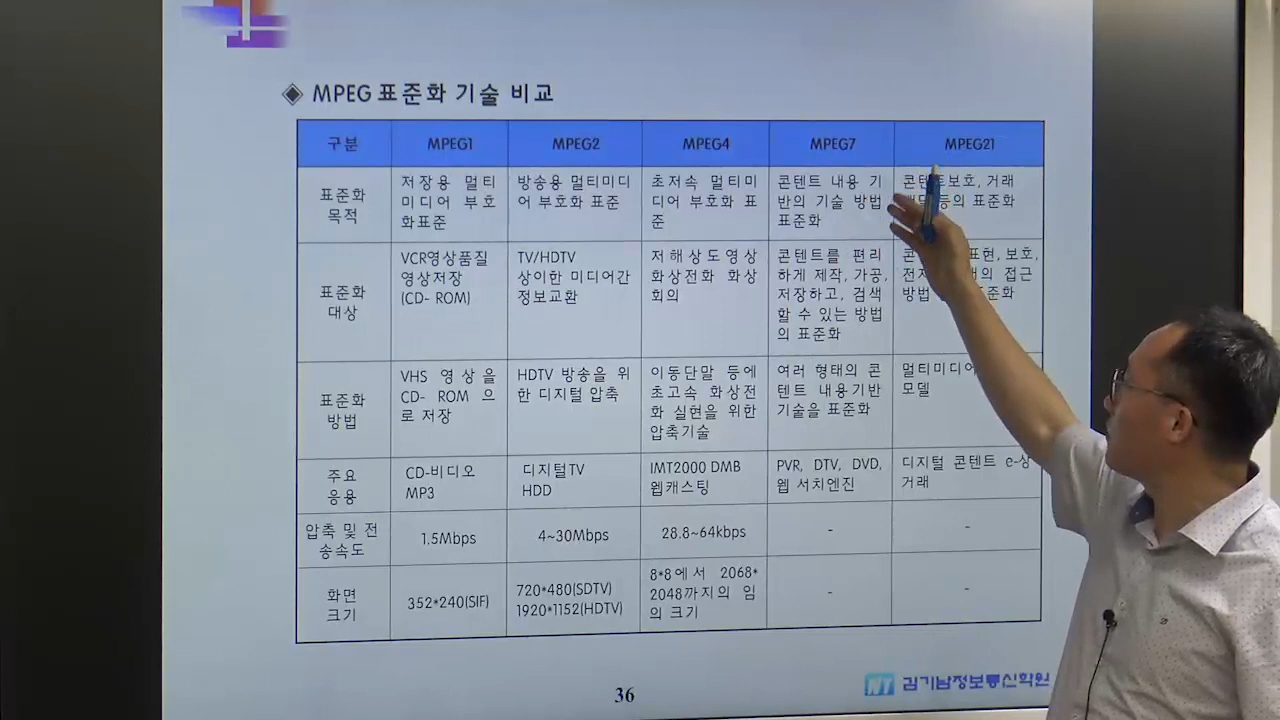 ◈ MPEG 표준화 기술 비교
구분 MPEG1 MPEG2 MPEG4 MPEG7 MPEG21
표준화
목적
저장용 멀티
미디어 부호
화표준
방송용 멀티미디
어 부호화 표준
초저속 멀티미
디어 부호화 표
준
콘텐트 내용 기
반의 기술 방법
표준화
콘텐트보호, 거래
등의 표준화
표준화
대상
VCR영상품질
영상저장
(CD- ROM)
TV/HDTV
상이한 미디어간
정보교환
저해상도영상
화상전화 화상
회의
콘텐트를 편리
하게 제작, 가공,
저장하고, 검색
할 수 있는 방법
의 표준화
표현, 보호,
의 접근
방법 표준화
표준화
방법
VHS 영상을
CD- ROM 으
로 저장
HDTV 방송을 위
한 디지털 압축
이동단말 등에
초고속 화상전
화 실현을 위한
압축기술
여러 형태의 콘
텐트 내용기반
기술을 표준화
멀티미디어
모델
주요
응용
CD-비디오
MP3
디지털TV
HDD
IMT2000 DMB
웹캐스팅
PVR, DTV, DVD,
웹 서치엔진
디지털 콘텐트 e-상
거래
압축 및 전
송속도
1.5Mbps
4~30Mbps
28.8~64kbps
-
-
화면
크기
352*240(SIF)
720*480(SDTV)
1920*1152(HDTV)
8*8에서 2068*
2048까지의 임
의 크기
-
-
36
NT 김기남정보통신학원